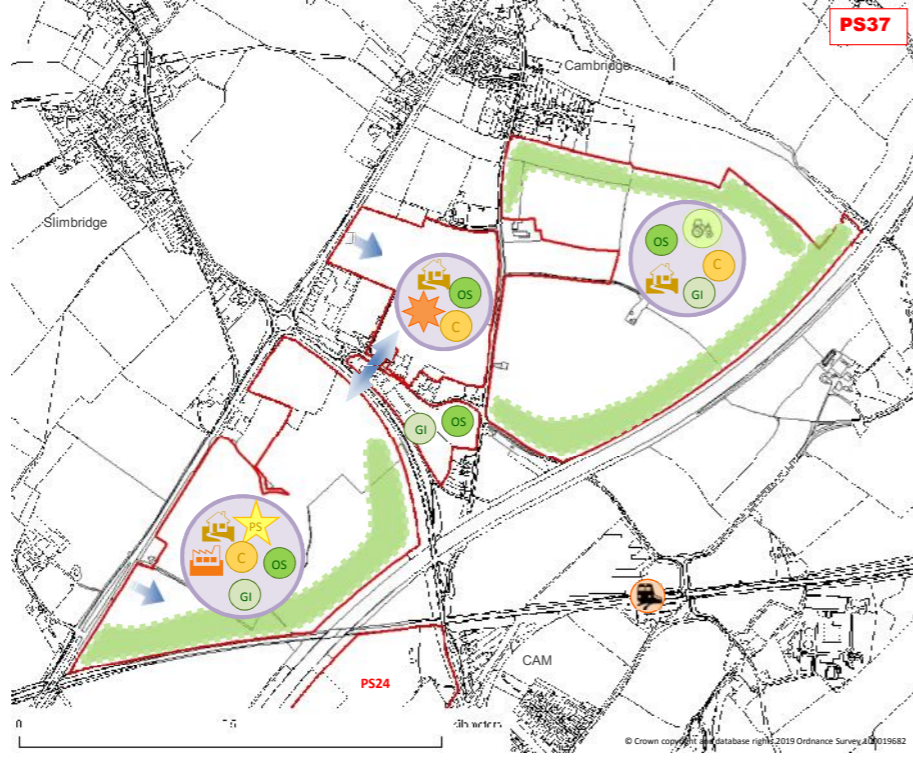 PS37
Cambridge
Slimbridge
OS
C
GI
OS
C
GI
OS
PS
C
OS
GI
CAM
PS24
0
© Crown copyright and database rights 2019 Ordnance Survey